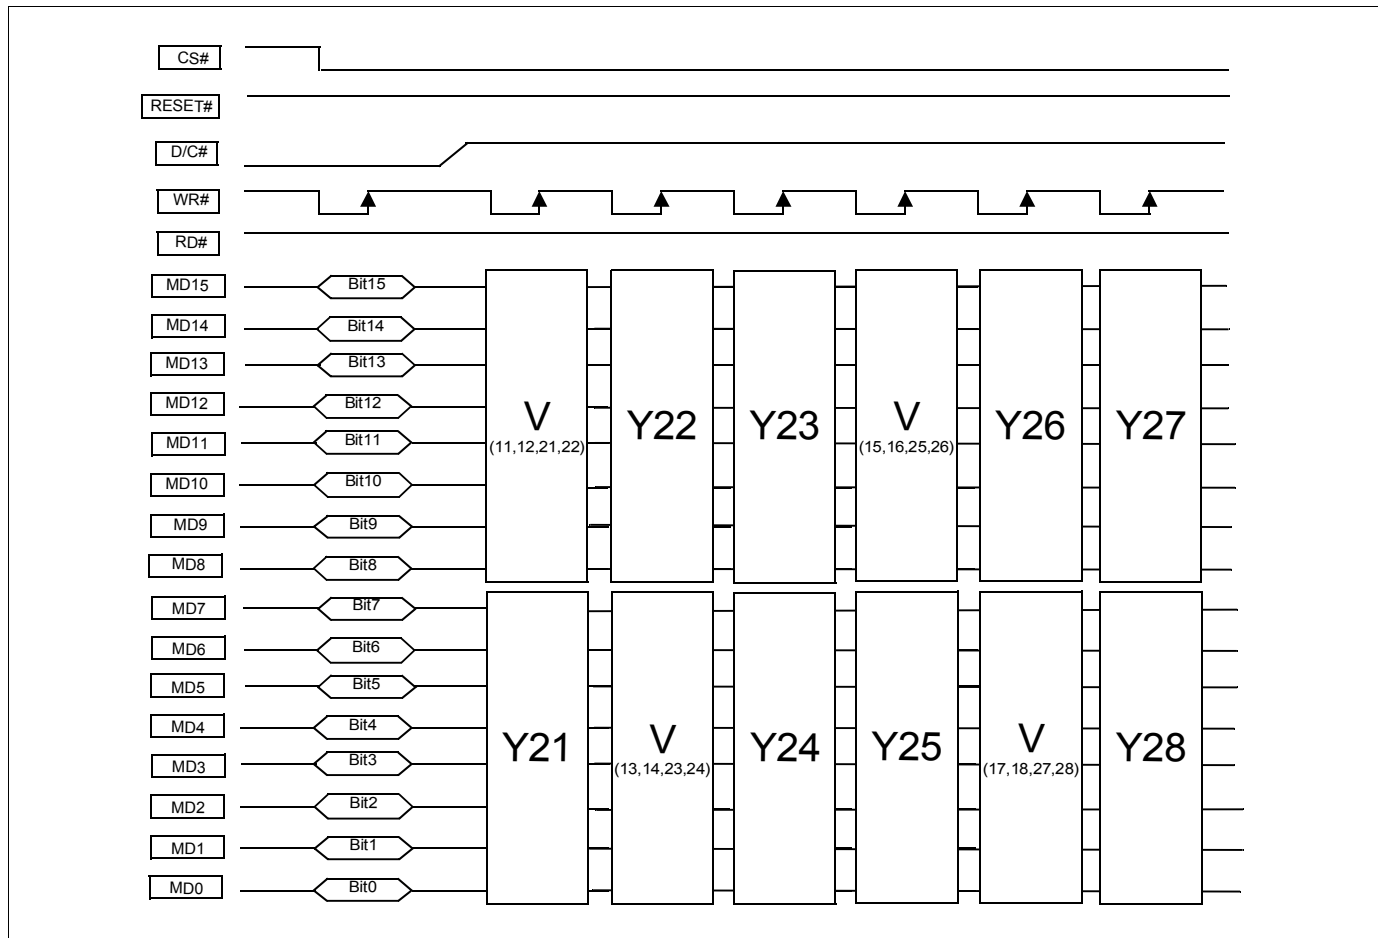 CS#
RESET#
D/C#
WR#
RD#
MD15 Bit15
MD14 Bit14
MD13 Bit13
MD12 Bit12
MD11 Bit11
MD10 Bit10
MD9 Bit9
MD8 Bit8
V Y22 Y23 V Y26 Y27
(11,12,21,22) (15,16,25,26)
MD7 Bit7
MD6 Bit6
MD5 Bit5
MD4 Bit4
MD3 Bit3
MD2 Bit2
MD1 Bit1
MD0 Bit0
Y21 V Y24 Y25 V Y28
(13,14,23,24) (17,18,27,28)